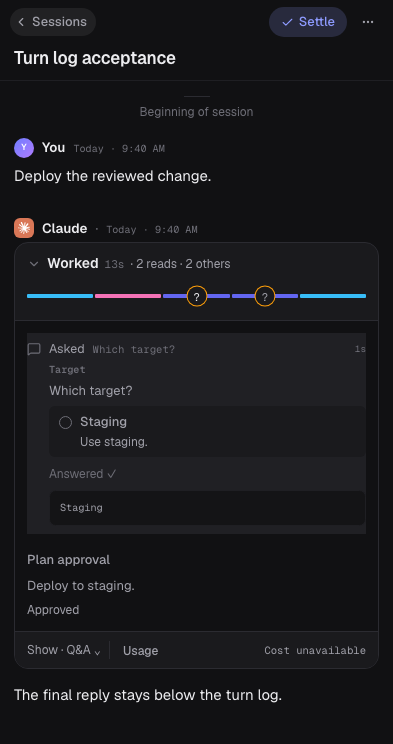 Sessions
Settle
Turn log acceptance
Beginning of session
Y You Today · 9:40 AM
Deploy the reviewed change.
Claude · Today · 9:40 AM
Worked 13s · 2 reads · 2 others
? ?
Asked Which target? 1s
Target
Which target?
Staging
Use staging.
Answered ✓
Staging
Plan approval
Deploy to staging.
Approved
Show · Q&A Usage Cost unavailable
The final reply stays below the turn log.